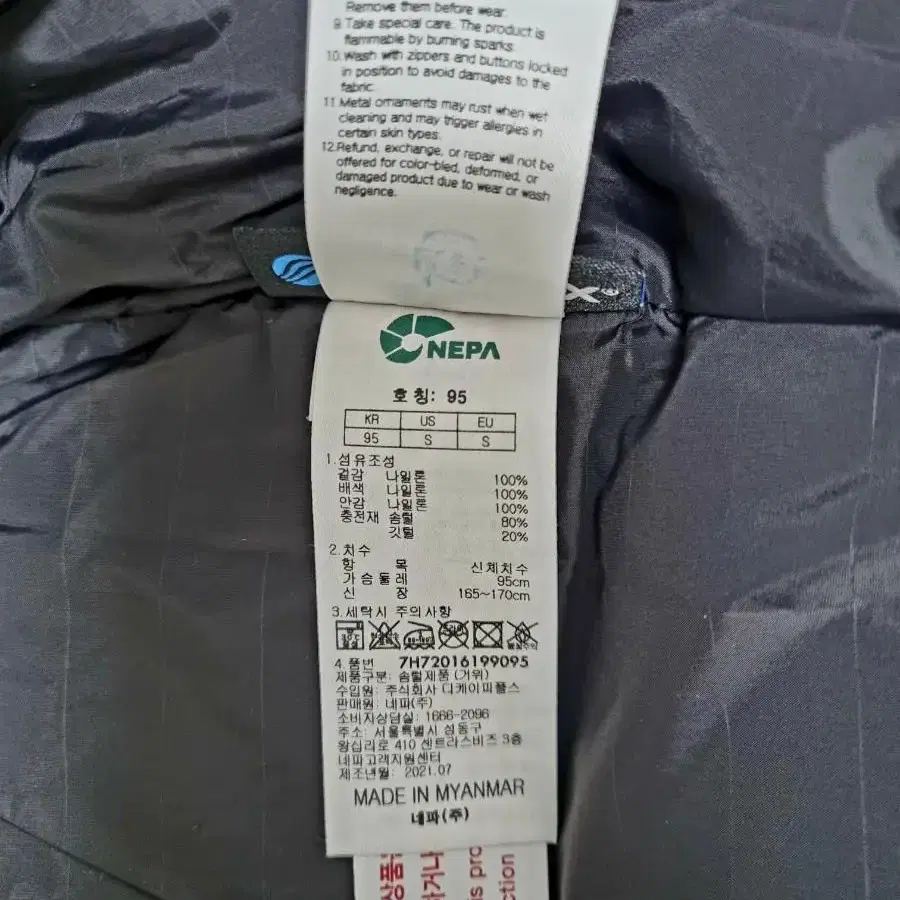 Remove them before wear.
9.Take special care. The product is
flammable by burning sparks.
10.Wash with zippers and buttons locked
in position to avoid damages to the
fabric.
11.Metal ornaments may rust when wet
cleaning and may trigger allergies in
certain skin types.
12.Refund, exchange, or repair will not be
offered for color-bled, deformed, or
damaged product due to wear or wash
negligence.
X
NEPA
호 칭: 95
KR US EU
95 S S
1.섬유조성
겉감 나일론 100%
배색 나일론 100%
안감 나일론 100%
충전재 솜털 80%
깃털 20%
2.치수
항 목 신체치수
가슴둘레 95cm
신 장 165~170cm
3.세탁시 주의사항
4.품번 7H72016199095
제품구분: 솜털제품 (거위)
수입원: 주식회사 디케이피플스
판매원: 네파(주)
소비자상담실: 1666-2096
주소: 서울특별시 성동구
왕십리로 410 센트라스비즈 3층
네파고객지원센터
제조년월: 2021.07
MADE IN MYANMAR
네파(주)
상품
하거나
is pro
ction